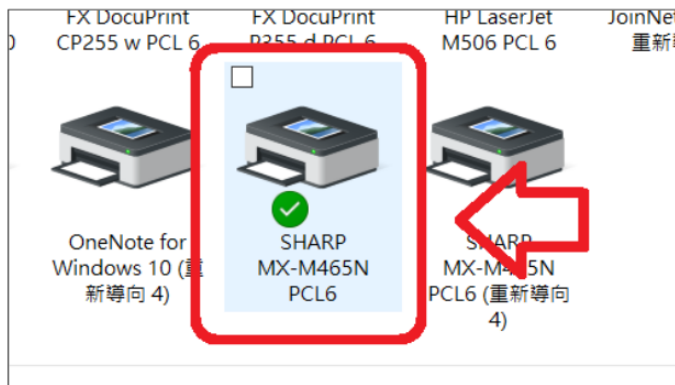 FX DocuPrint
CP255 w PCL 6
FX DocuPrint
P355 d PCL 6
HP LaserJet
M506 PCL 6
JoinNet
重新
OneNote for
Windows 10 (重
新導向 4)
SHARP
MX-M465N
PCL6
SHARP
MX-M465N
PCL6 (重新導向
4)